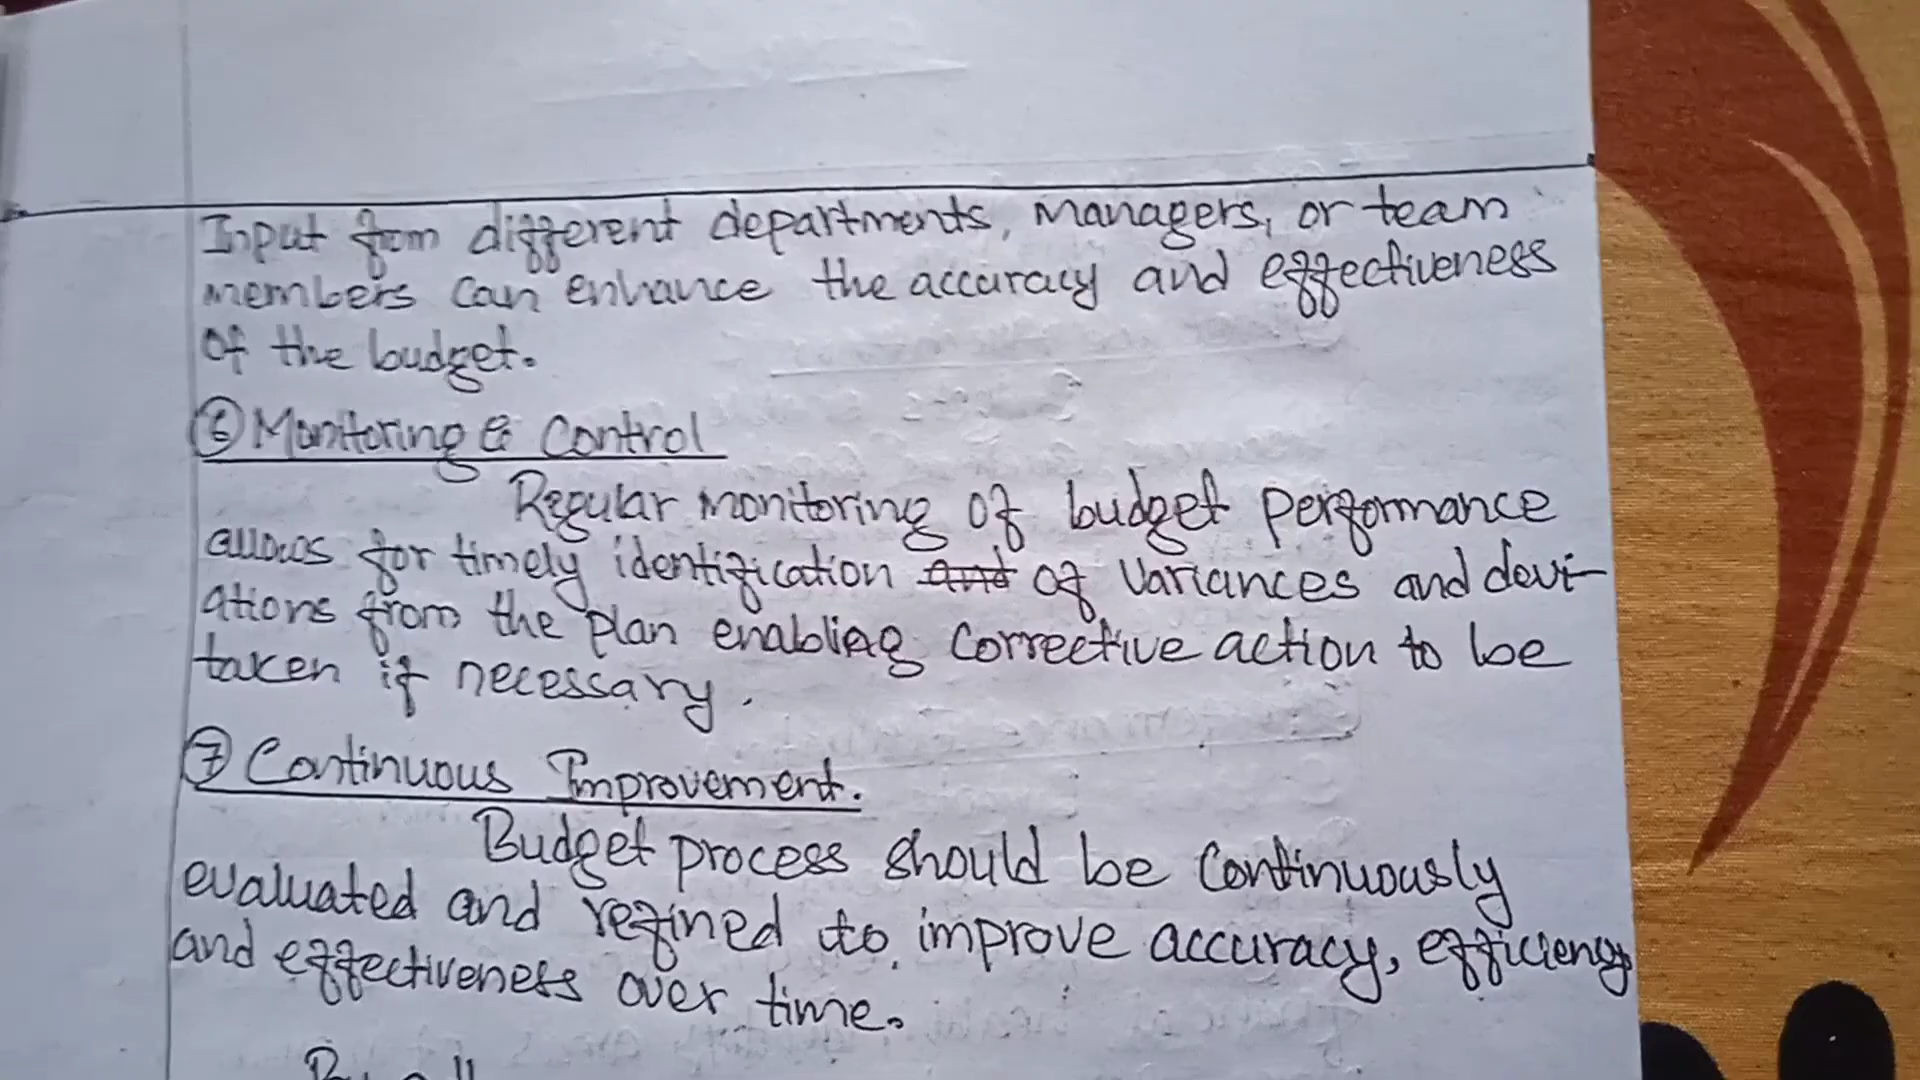 Input from different departments, managers, or team
members can enhance the accuracy and effectiveness
of the budget.
⑥ Monitoring & Control
Regular monitoring of budget performance
allows for timely identification and of variances and devi-
ations from the plan enabling corrective action to be
taken if necessary.
⑦ Continuous Improvement.
Budget process should be continuously
evaluated and refined to improve accuracy, efficiency
and effectiveness over time.